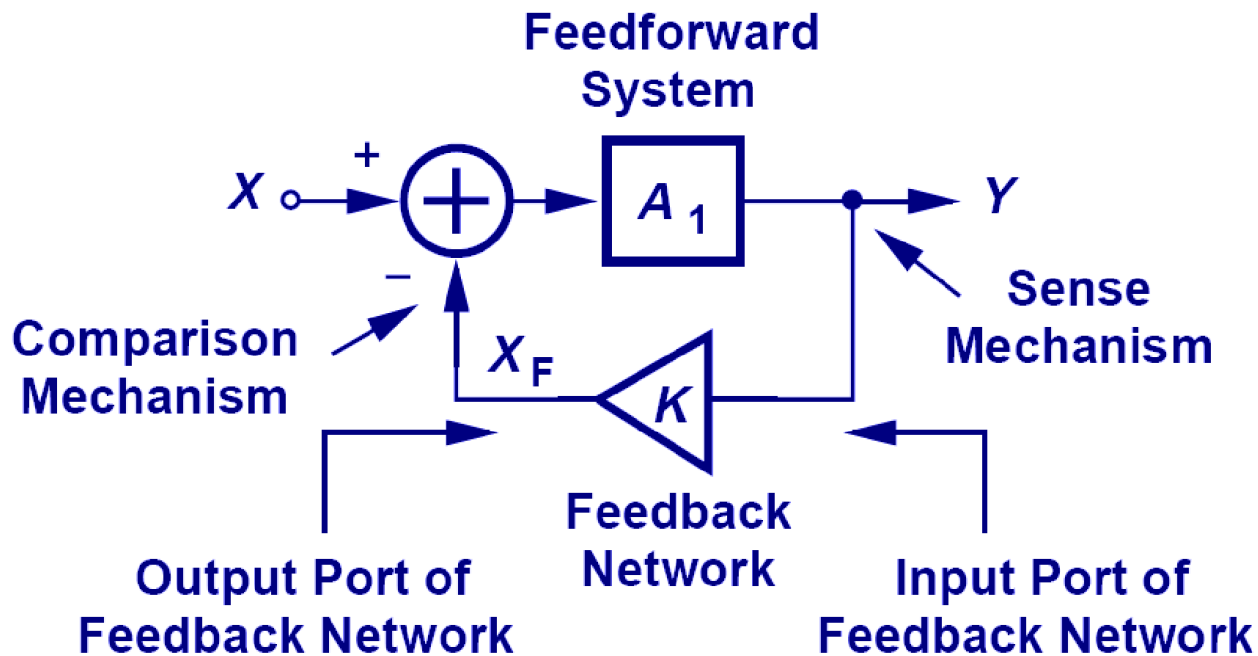 Feedforward
System
+
X
A1
Y
−
Sense
Mechanism
Comparison
Mechanism
XF
K
Feedback
Network
Output Port of
Feedback Network
Input Port of
Feedback Network